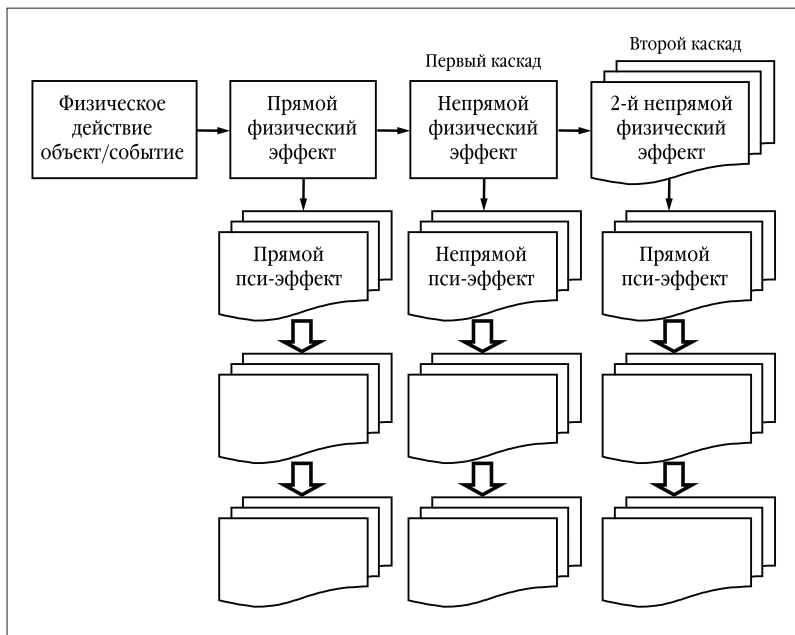 Первый каскад
Второй каскад
Физическое
действие
объект/событие
Прямой
физический
эффект
Непрямой
физический
эффект
2-й непрямой
физический
эффект
Прямой
пси-эффект
Непрямой
пси-эффект
Прямой
пси-эффект